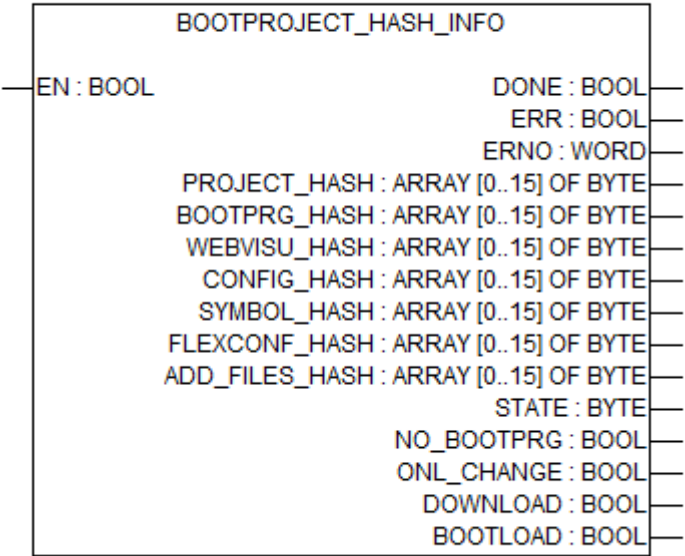 BOOTPROJECT_HASH_INFO
EN : BOOL DONE : BOOL
ERR : BOOL
ERNO : WORD
PROJECT_HASH : ARRAY [0..15] OF BYTE
BOOTPRG_HASH : ARRAY [0..15] OF BYTE
WEBVISU_HASH : ARRAY [0..15] OF BYTE
CONFIG_HASH : ARRAY [0..15] OF BYTE
SYMBOL_HASH : ARRAY [0..15] OF BYTE
FLEXCONF_HASH : ARRAY [0..15] OF BYTE
ADD_FILES_HASH : ARRAY [0..15] OF BYTE
STATE : BYTE
NO_BOOTPRG : BOOL
ONL_CHANGE : BOOL
DOWNLOAD : BOOL
BOOTLOAD : BOOL